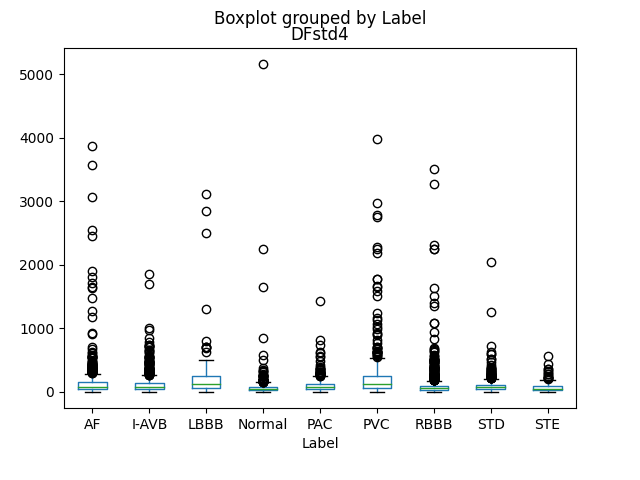 Boxplot grouped by Label
DFstd4
5000
4000
3000
2000
1000
0
AF I-AVB LBBB Normal PAC PVC RBBB STD STE
Label